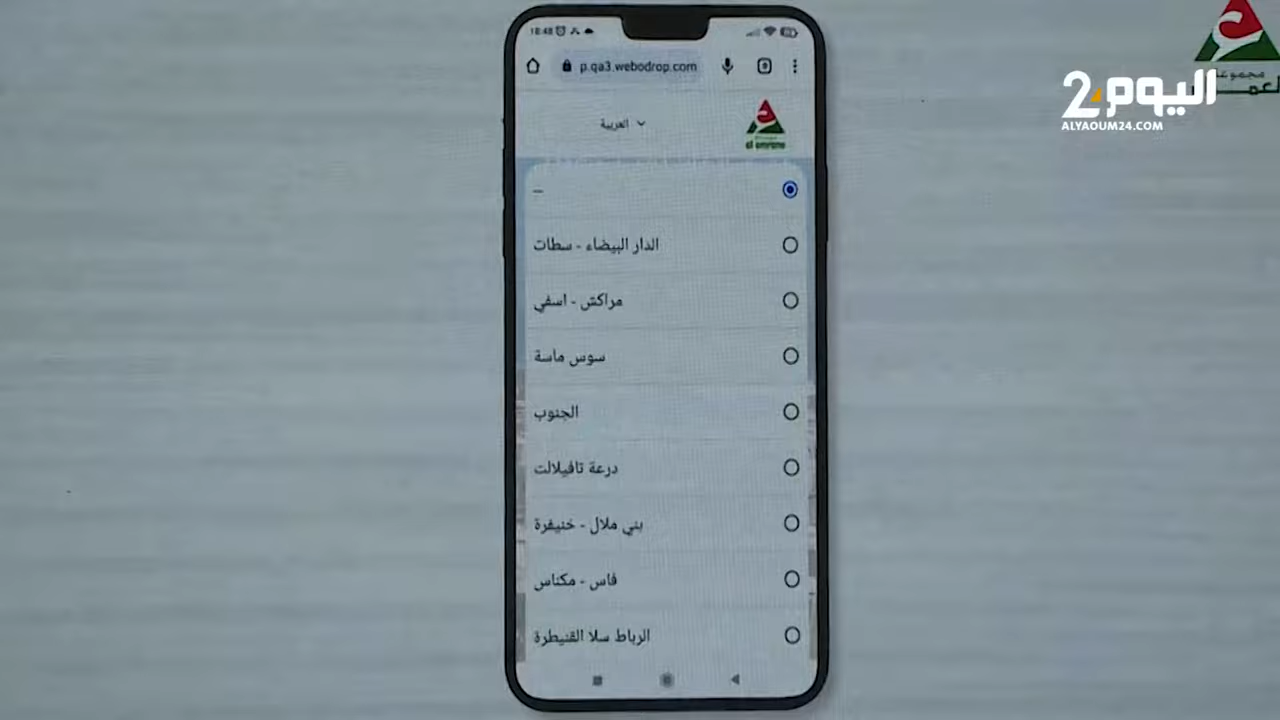 18:48
p.qa3.webodrop.com
العربية
al omrane
–
الدار البيضاء - سطات
مراكش - اسفي
سوس ماسة
الجنوب
درعة تافيلالت
بني ملال - خنيفرة
فاس - مكناس
الرباط سلا القنيطرة
مجموعة
اليوم 24
ALYAOUM24.COM